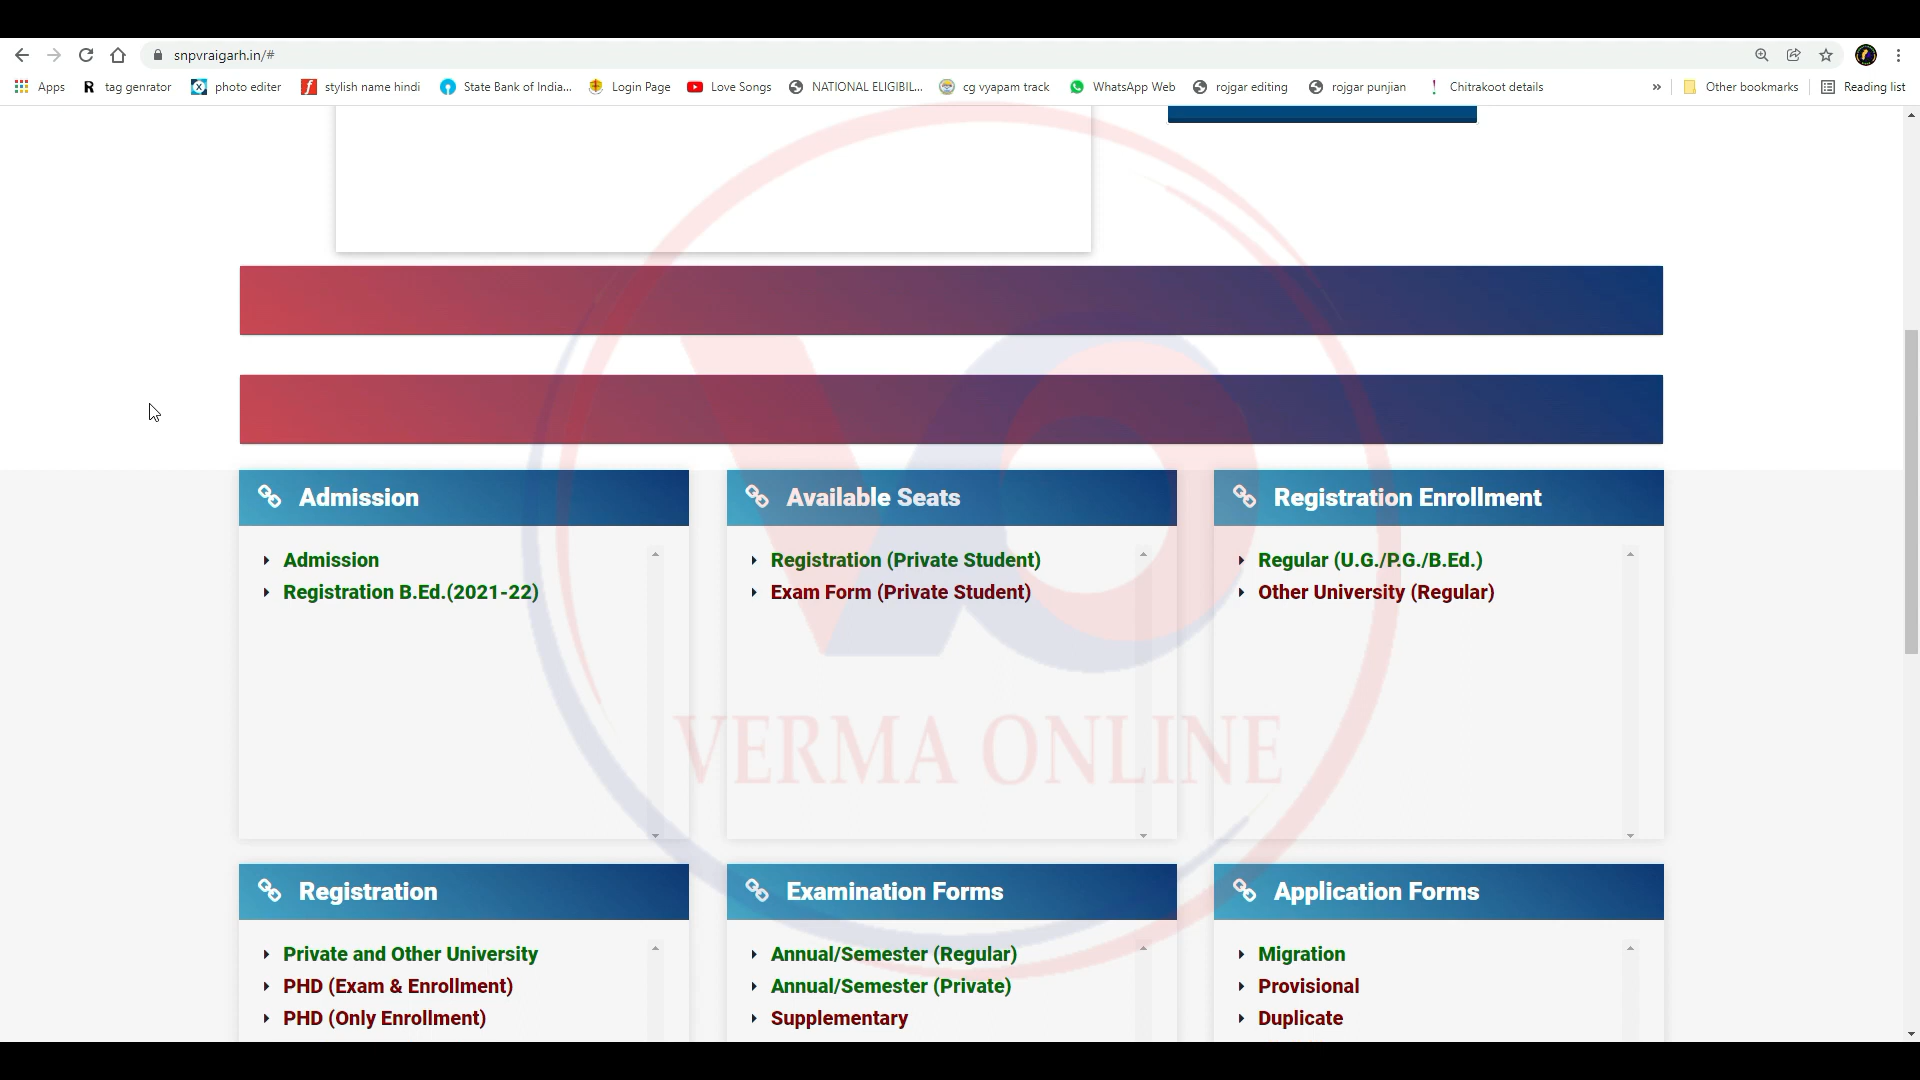 snpvraigarh.in/#
Apps
R tag genrator
photo editer
f stylish name hindi
State Bank of India...
Login Page
Love Songs
NATIONAL ELIGIBIL...
cg vyapam track
WhatsApp Web
rojgar editing
rojgar punjian
Chitrakoot details
»
Other bookmarks
Reading list
Admission
Admission
Registration B.Ed.(2021-22)
Available Seats
Registration (Private Student)
Exam Form (Private Student)
Registration Enrollment
Regular (U.G./P.G./B.Ed.)
Other University (Regular)
VO
VERMA ONLINE
Registration
Private and Other University
PHD (Exam & Enrollment)
PHD (Only Enrollment)
Examination Forms
Annual/Semester (Regular)
Annual/Semester (Private)
Supplementary
Application Forms
Migration
Provisional
Duplicate